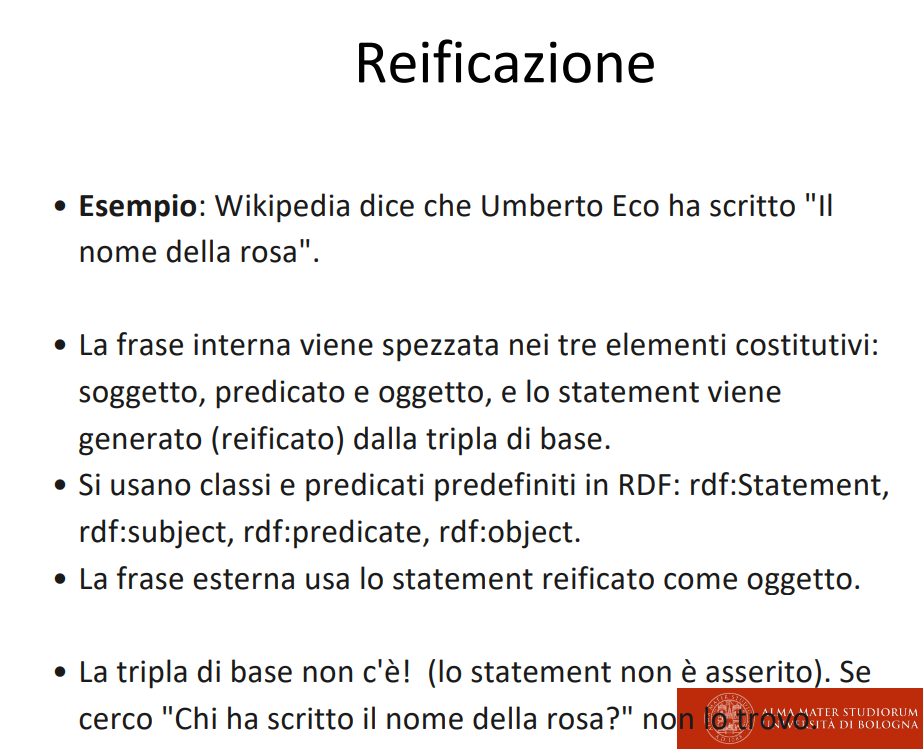 Reificazione
• Esempio: Wikipedia dice che Umberto Eco ha scritto "Il
nome della rosa".
• La frase interna viene spezzata nei tre elementi costitutivi:
soggetto, predicato e oggetto, e lo statement viene
generato (reificato) dalla tripla di base.
• Si usano classi e predicati predefiniti in RDF: rdf:Statement,
rdf:subject, rdf:predicate, rdf:object.
• La frase esterna usa lo statement reificato come oggetto.
• La tripla di base non c'è! (lo statement non è asserito). Se
cerco "Chi ha scritto il nome della rosa?" non lo trovo.
ALMA MATER STUDIORUM
UNIVERSITÀ DI BOLOGNA